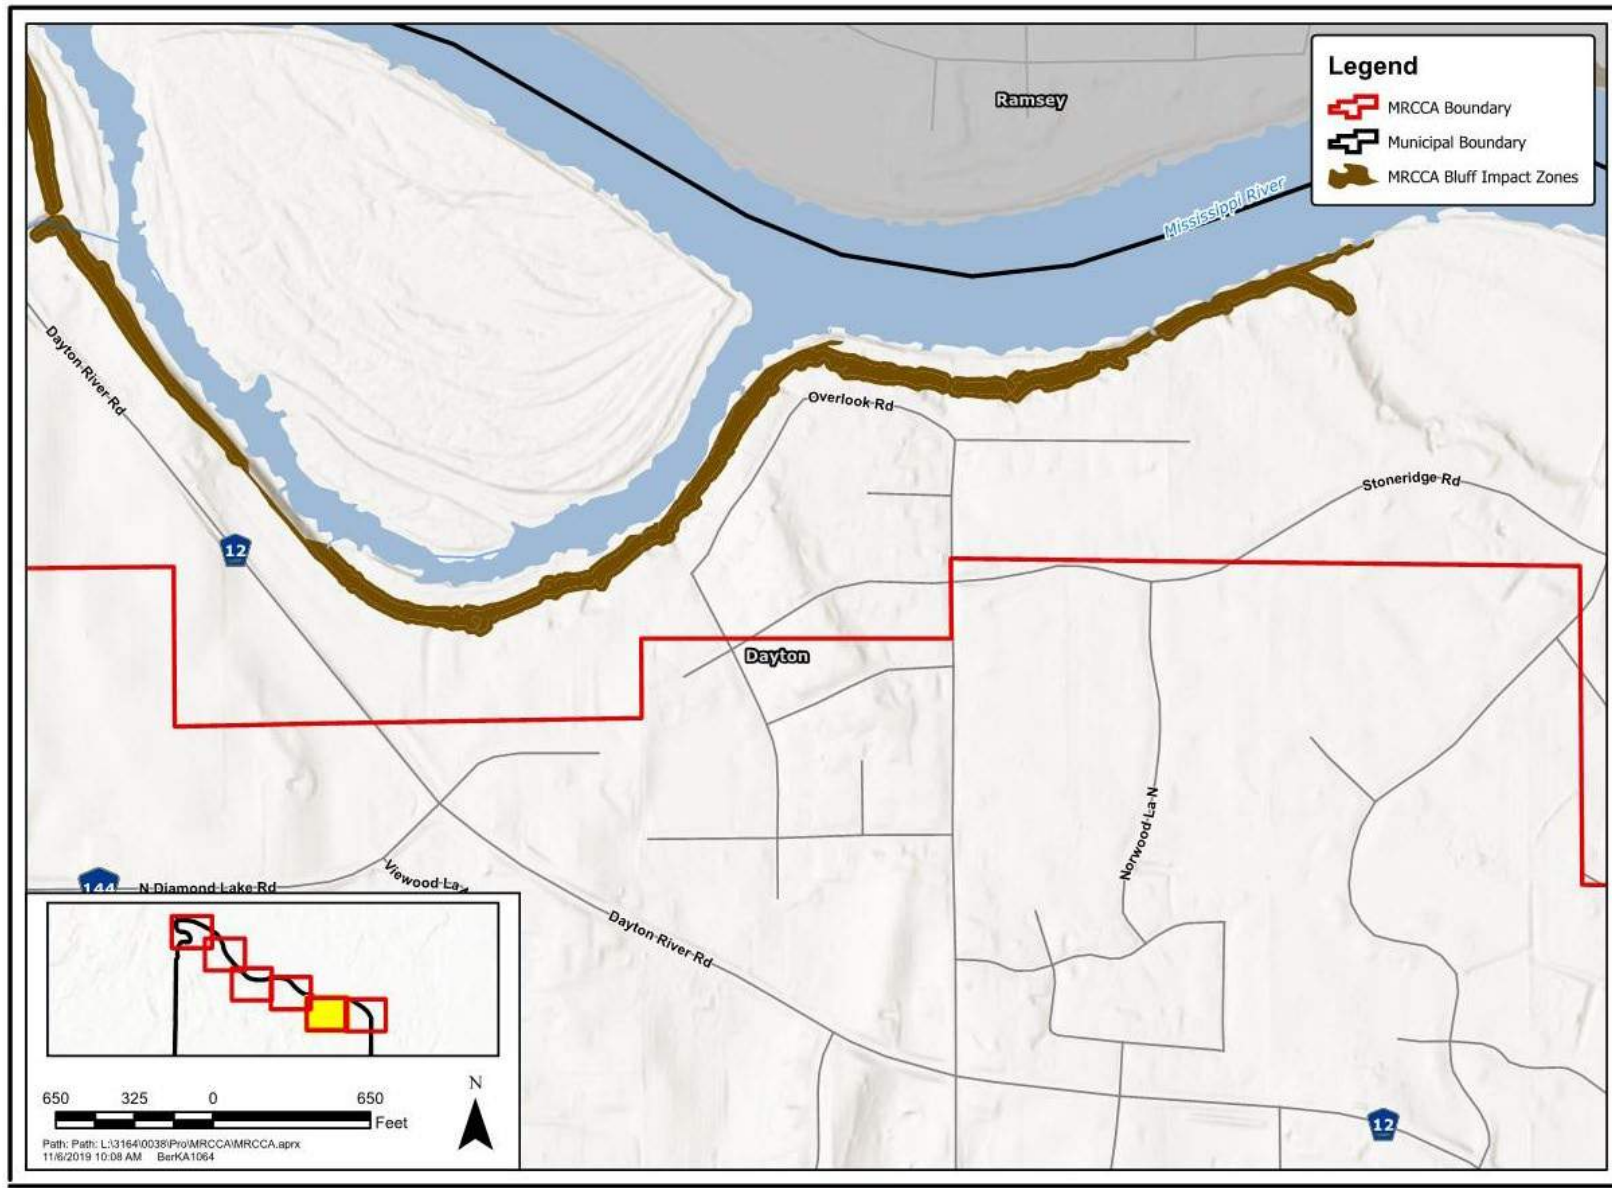 Legend
MRCCA Boundary
Municipal Boundary
MRCCA Bluff Impact Zones
Ramsey
Mississippi River
Dayton River Rd
Overlook Rd
Stoneridge Rd
12
Dayton
Norwood La N
144
N Diamond Lake Rd
Viewood La
Dayton River Rd
12
650 325 0 650
Feet
N
Path: Path: L:\3164\0038\Pro\MRCCA\MRCCA.aprx
11/6/2019 10:08 AM BerKA1064